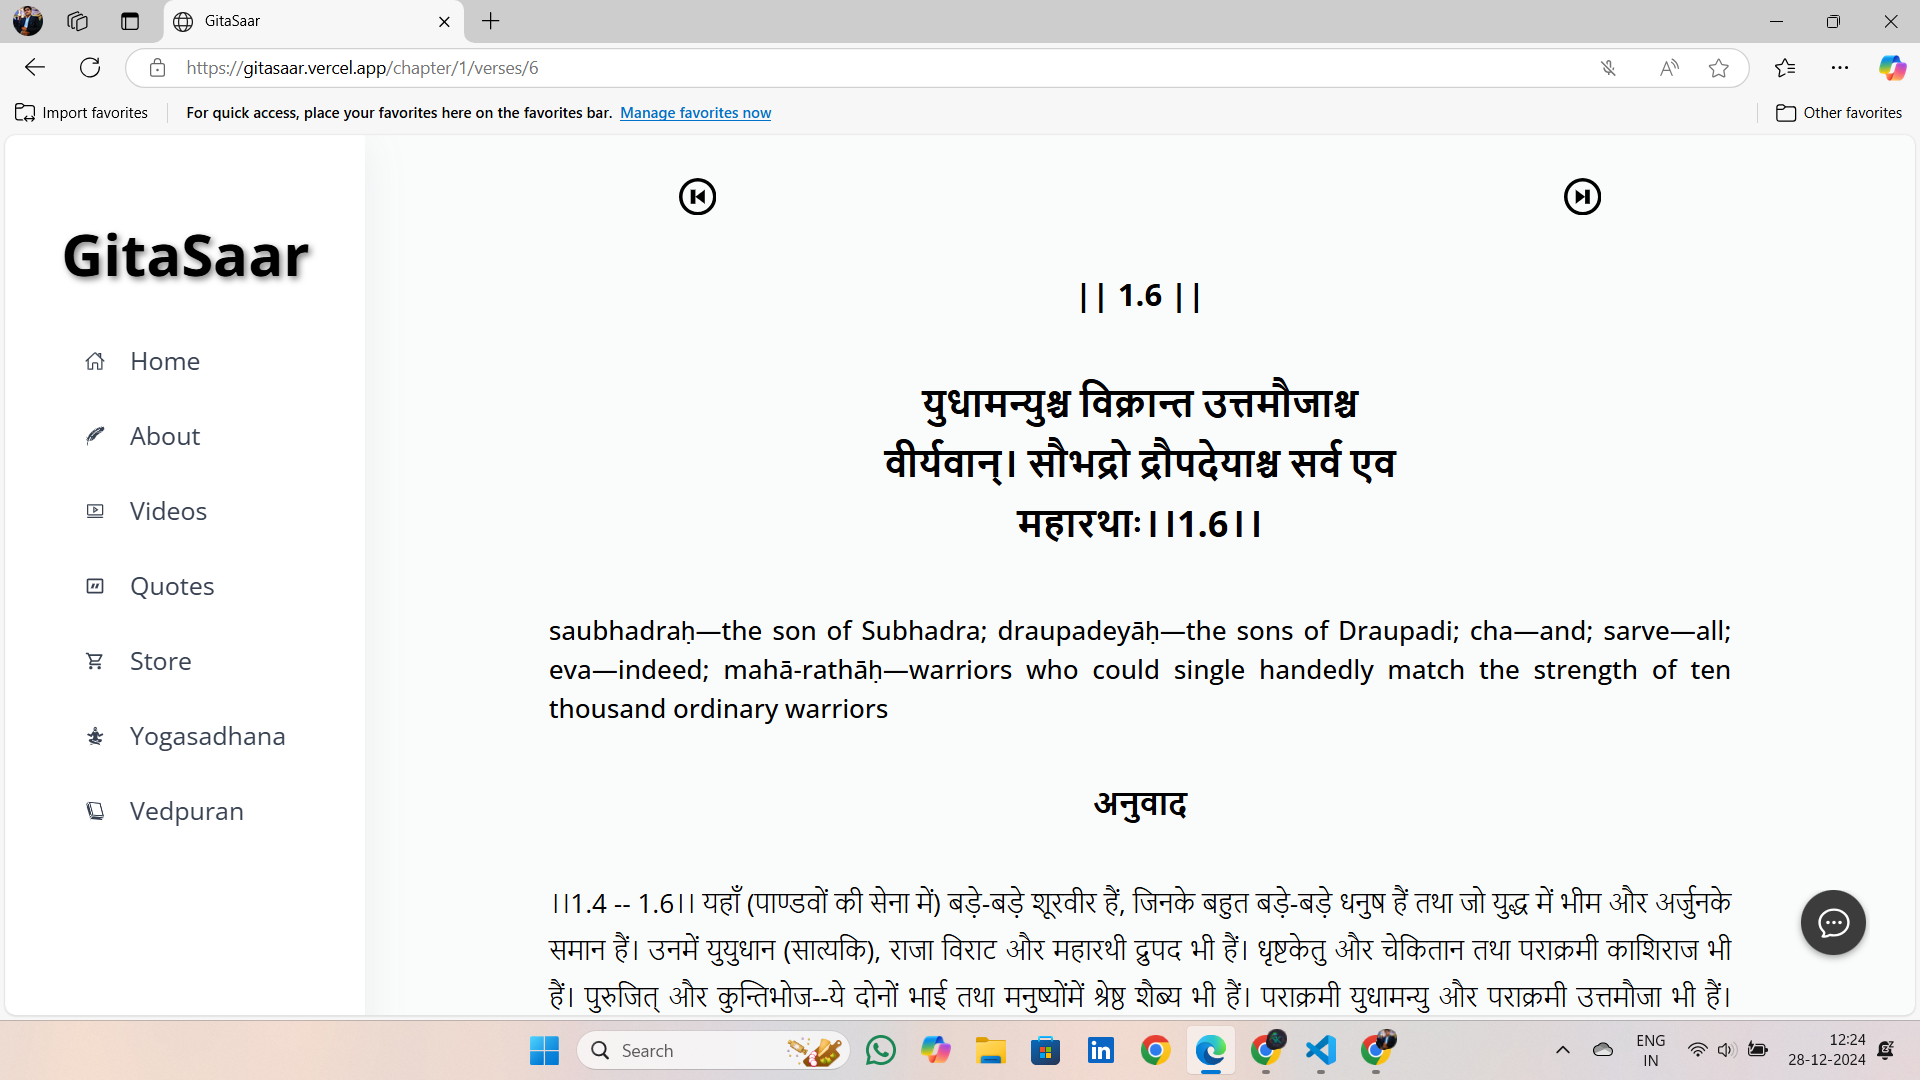 GitaSaar
https://gitasaar.vercel.app/chapter/1/verses/6
Import favorites
For quick access, place your favorites here on the favorites bar. Manage favorites now
Other favorites
GitaSaar
Home
About
Videos
Quotes
Store
Yogasadhana
Vedpuran
|| 1.6 ||
युधामन्युश्च विक्रान्त उत्तमौजाश्च
वीर्यवान्। सौभद्रो द्रौपदेयाश्च सर्व एव
महारथाः।।1.6।।
saubhadraḥ—the son of Subhadra; draupadeyāḥ—the sons of Draupadi; cha—and; sarve—all;
eva—indeed; mahā-rathāḥ—warriors who could single handedly match the strength of ten
thousand ordinary warriors
अनुवाद
।।1.4 -- 1.6।। यहाँ (पाण्डवों की सेना में) बड़े-बड़े शूरवीर हैं, जिनके बहुत बड़े-बड़े धनुष हैं तथा जो युद्ध में भीम और अर्जुनके
समान हैं। उनमें युयुधान (सात्यकि), राजा विराट और महारथी द्रुपद भी हैं। धृष्टकेतु और चेकितान तथा पराक्रमी काशिराज भी
हैं। पुरुजित् और कुन्तिभोज--ये दोनों भाई तथा मनुष्योंमें श्रेष्ठ शैब्य भी हैं। पराक्रमी युधामन्यु और पराक्रमी उत्तमौजा भी हैं।
Search
ENG
IN
12:24
28-12-2024